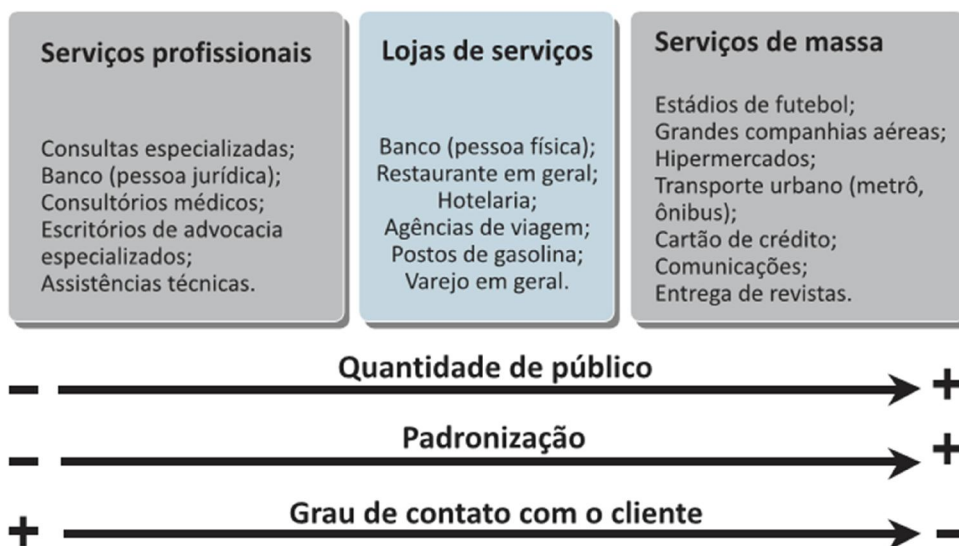 Serviços profissionais
Consultas especializadas;
Banco (pessoa jurídica);
Consultórios médicos;
Escritórios de advocacia
especializados;
Assistências técnicas.
Lojas de serviços
Banco (pessoa física);
Restaurante em geral;
Hotelaria;
Agências de viagem;
Postos de gasolina;
Varejo em geral.
Serviços de massa
Estádios de futebol;
Grandes companhias aéreas;
Hipermercados;
Transporte urbano (metrô,
ônibus);
Cartão de crédito;
Comunicações;
Entrega de revistas.
Quantidade de público
− +
Padronização
− +
Grau de contato com o cliente
+ −